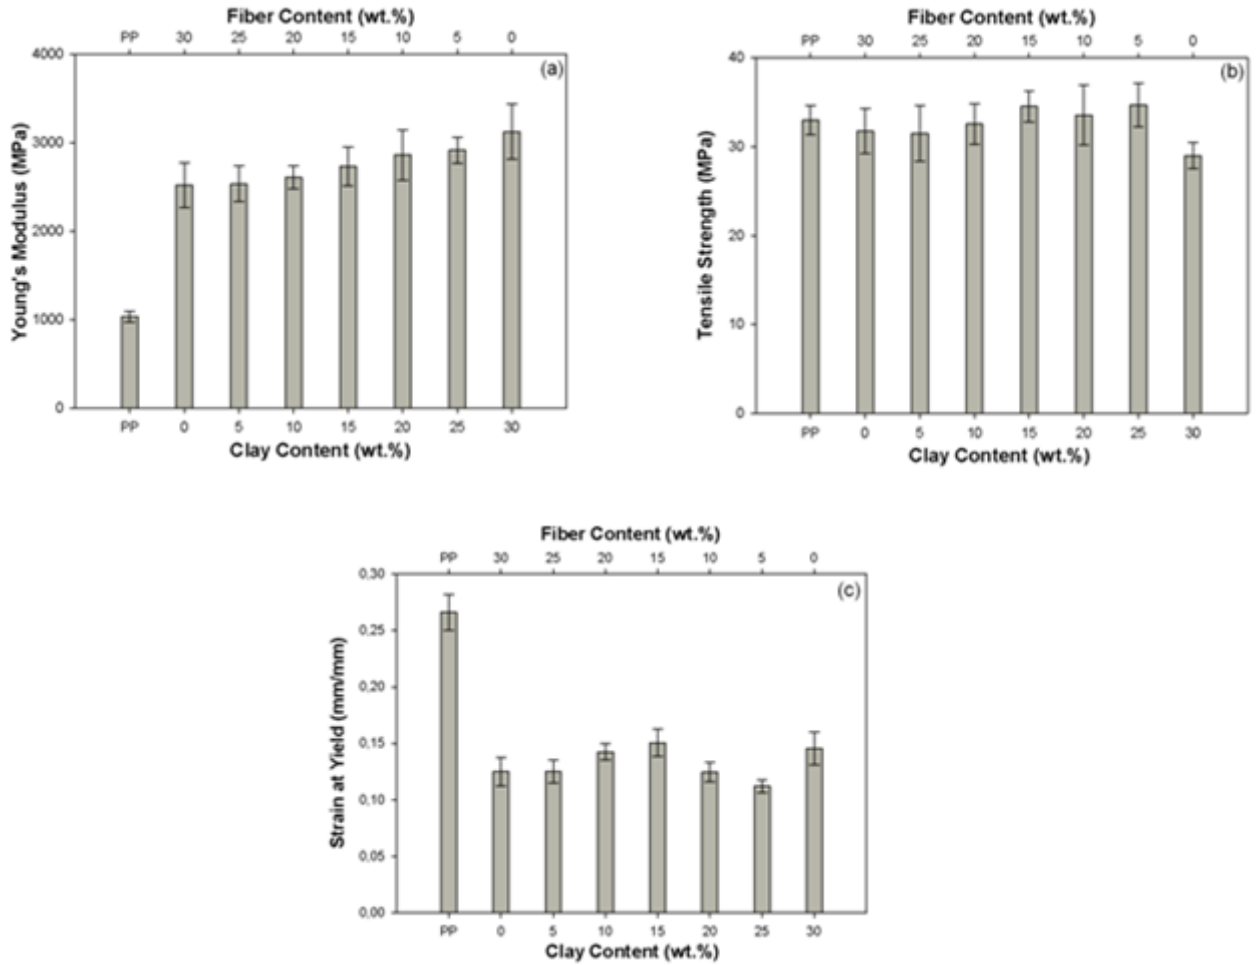 Fiber Content (wt.%)
PP 30 25 20 15 10 5 0
(a)
4000
3000
2000
1000
0
Young's Modulus (MPa)
PP 0 5 10 15 20 25 30
Clay Content (wt.%)
Fiber Content (wt.%)
PP 30 25 20 15 10 5 0
(b)
40
30
20
10
0
Tensile Strength (MPa)
PP 0 5 10 15 20 25 30
Clay Content (wt.%)
Fiber Content (wt.%)
PP 30 25 20 15 10 5 0
(c)
0,30
0,25
0,20
0,15
0,10
0,05
0,00
Strain at Yield (mm/mm)
PP 0 5 10 15 20 25 30
Clay Content (wt.%)